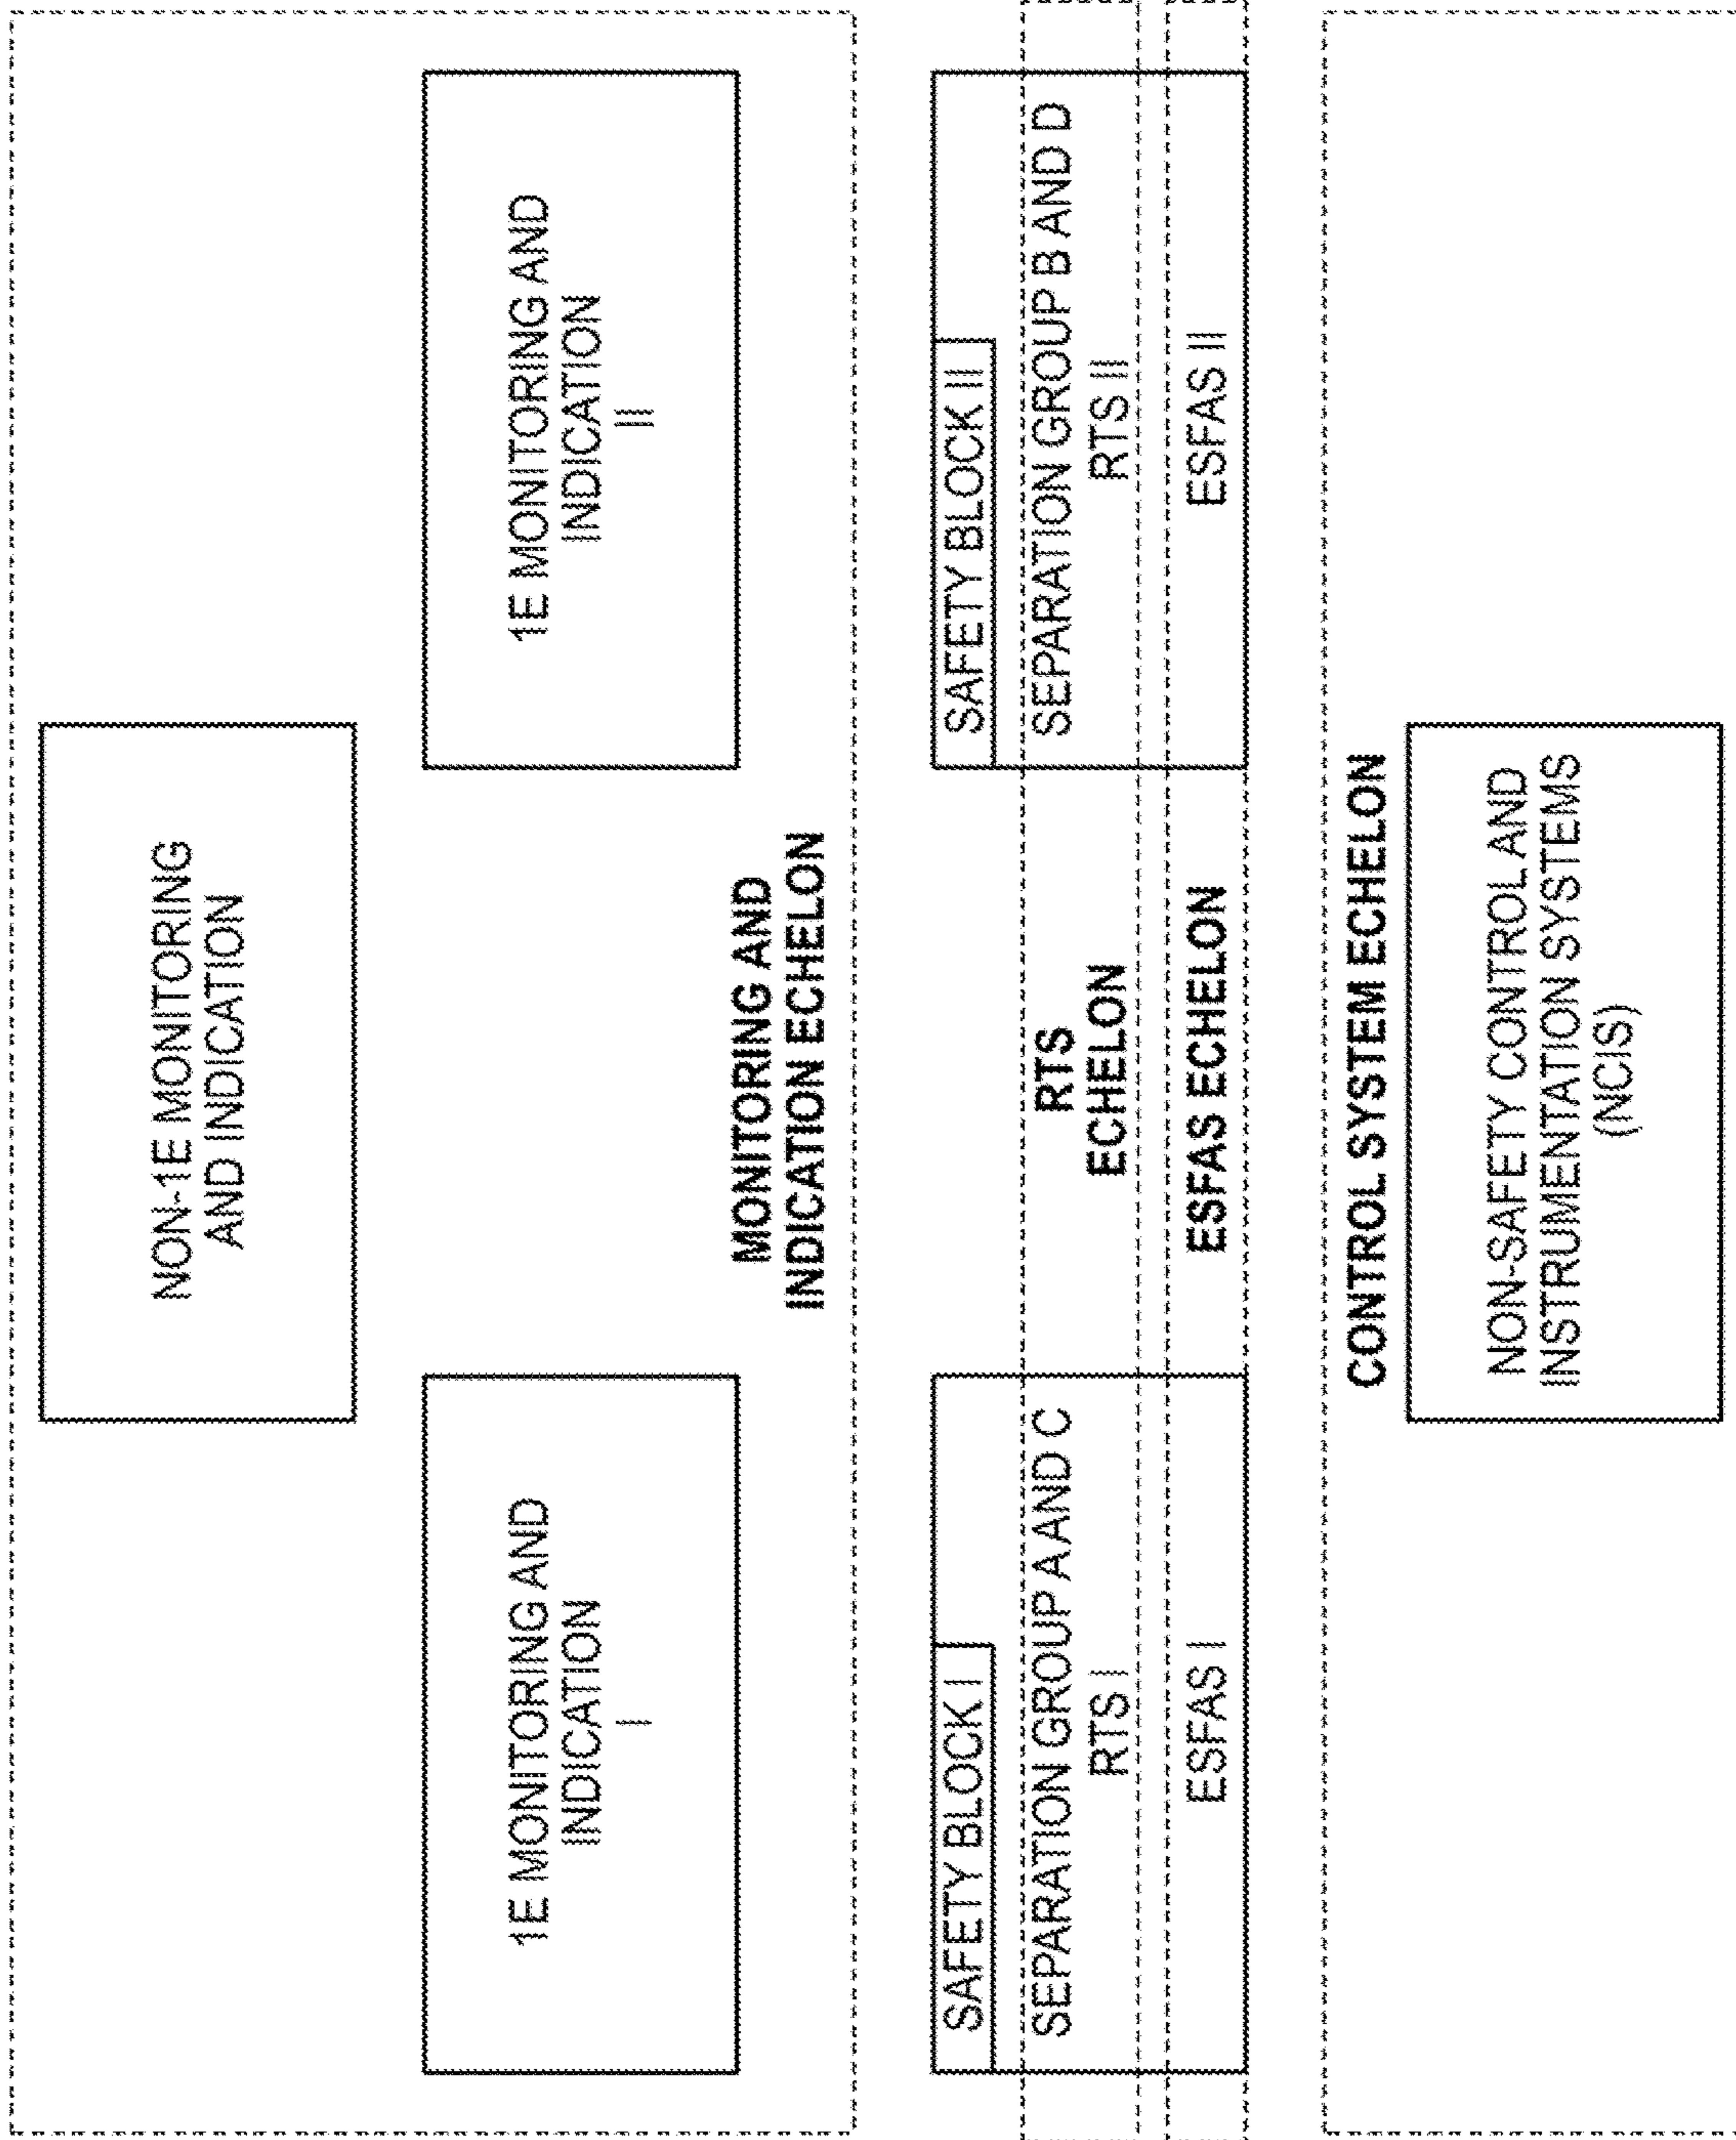 NON-1E MONITORING
AND INDICATION
1E MONITORING AND
INDICATION
I
1E MONITORING AND
INDICATION
II
MONITORING AND
INDICATION ECHELON
SAFETY BLOCK I
SEPARATION GROUP A AND C
RTS I
ESFAS I
RTS
ECHELON
ESFAS ECHELON
SAFETY BLOCK II
SEPARATION GROUP B AND D
RTS II
ESFAS II
CONTROL SYSTEM ECHELON
NON-SAFETY CONTROL AND
INSTRUMENTATION SYSTEMS
(NCIS)